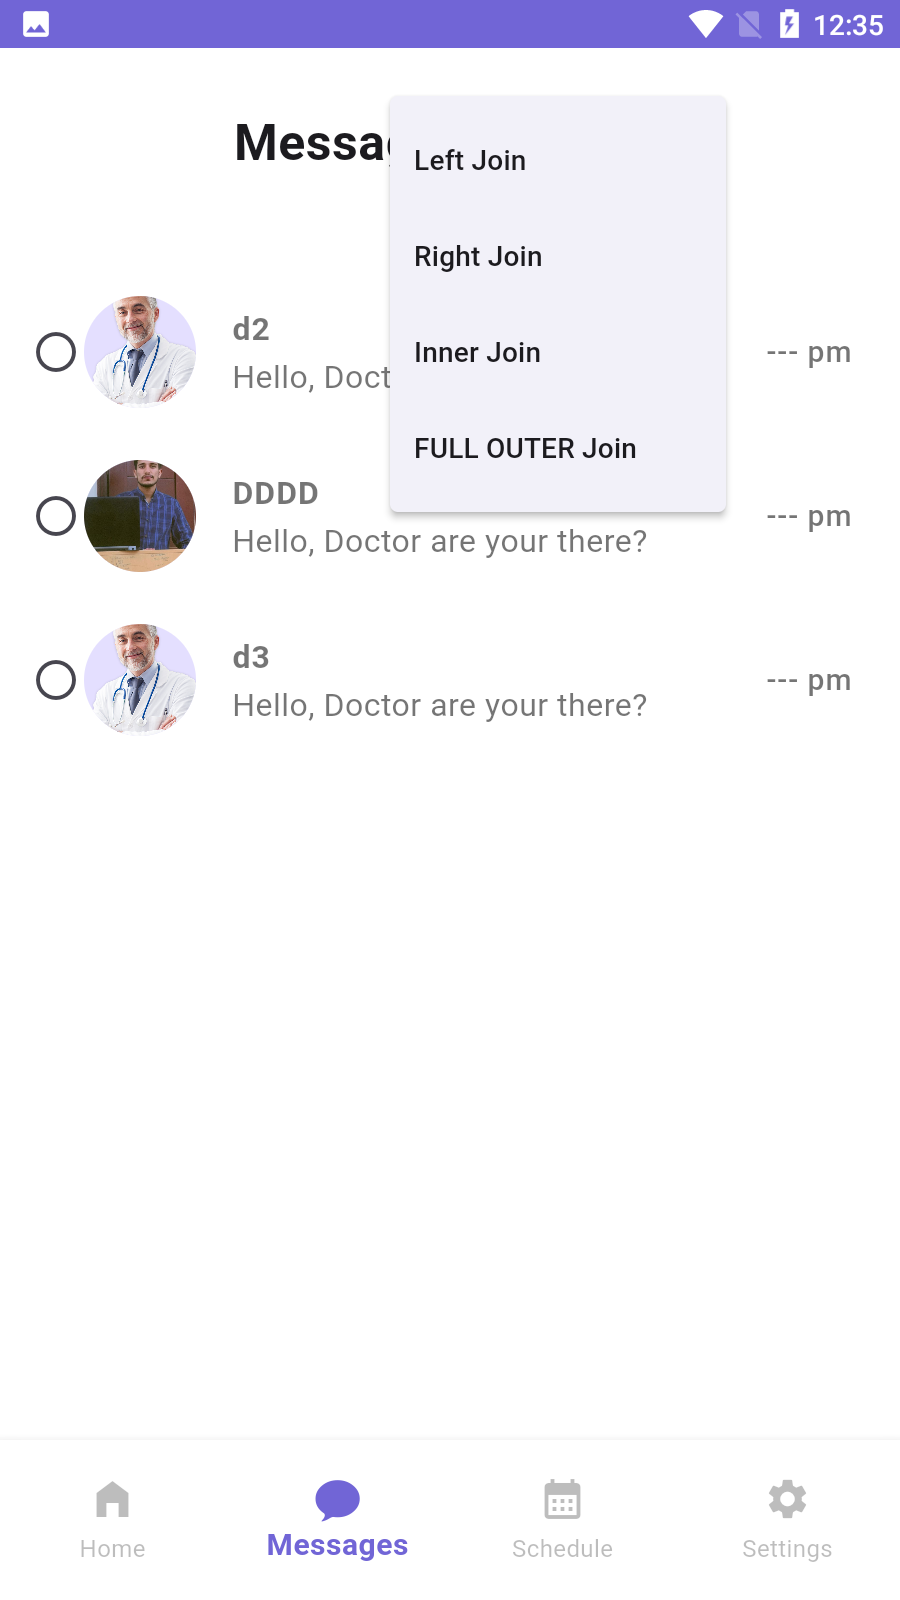 12:35
Messag
Left Join
Right Join
Inner Join
FULL OUTER Join
d2
Hello, Doct
--- pm
DDDD
Hello, Doctor are your there?
--- pm
d3
Hello, Doctor are your there?
--- pm
Home
Messages
Schedule
Settings